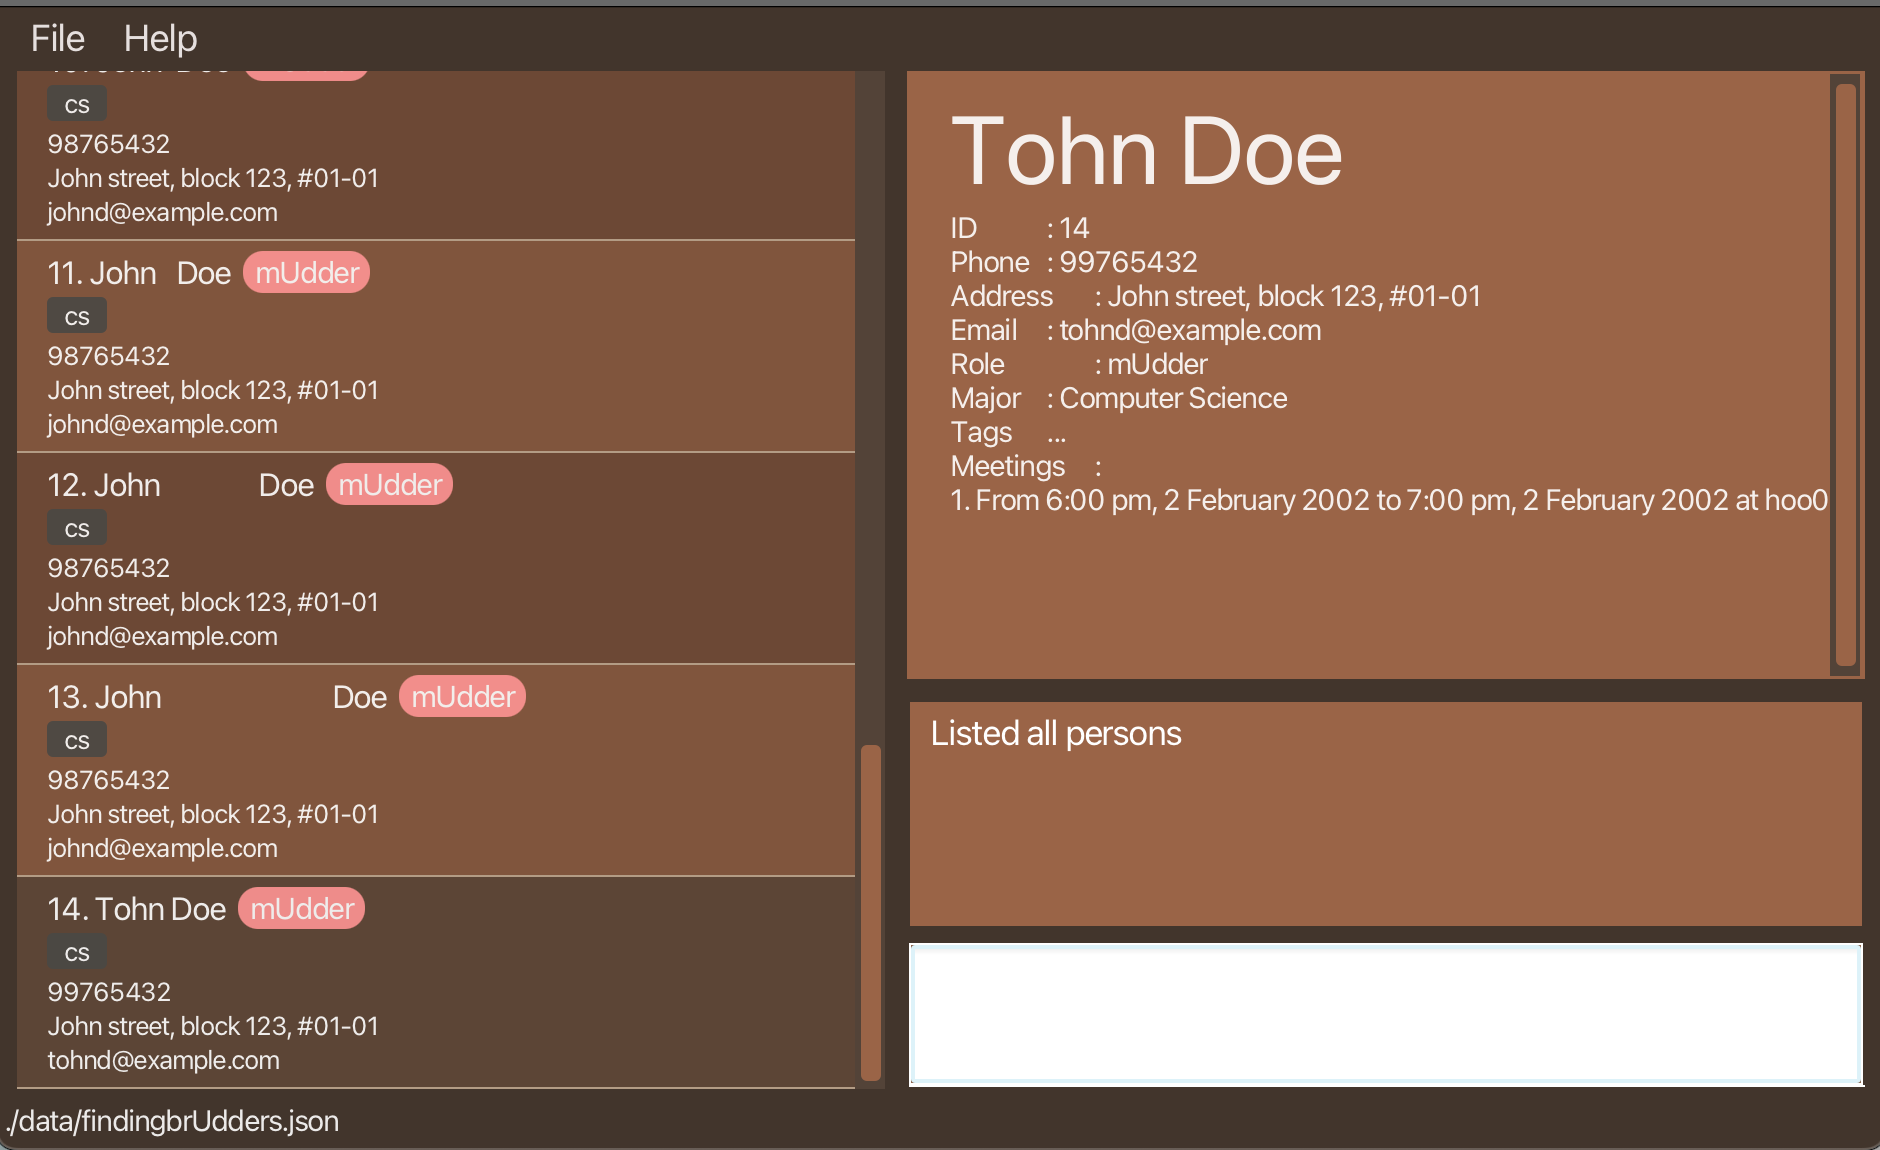 File Help
cs
98765432
John street, block 123, #01-01
johnd@example.com
11. John Doe mUdder
cs
98765432
John street, block 123, #01-01
johnd@example.com
12. John Doe mUdder
cs
98765432
John street, block 123, #01-01
johnd@example.com
13. John Doe mUdder
cs
98765432
John street, block 123, #01-01
johnd@example.com
14. Tohn Doe mUdder
cs
99765432
John street, block 123, #01-01
tohnd@example.com
Tohn Doe
ID : 14
Phone : 99765432
Address : John street, block 123, #01-01
Email : tohnd@example.com
Role : mUdder
Major : Computer Science
Tags ...
Meetings :
1. From 6:00 pm, 2 February 2002 to 7:00 pm, 2 February 2002 at hoo0
Listed all persons
./data/findingbrUdders.json